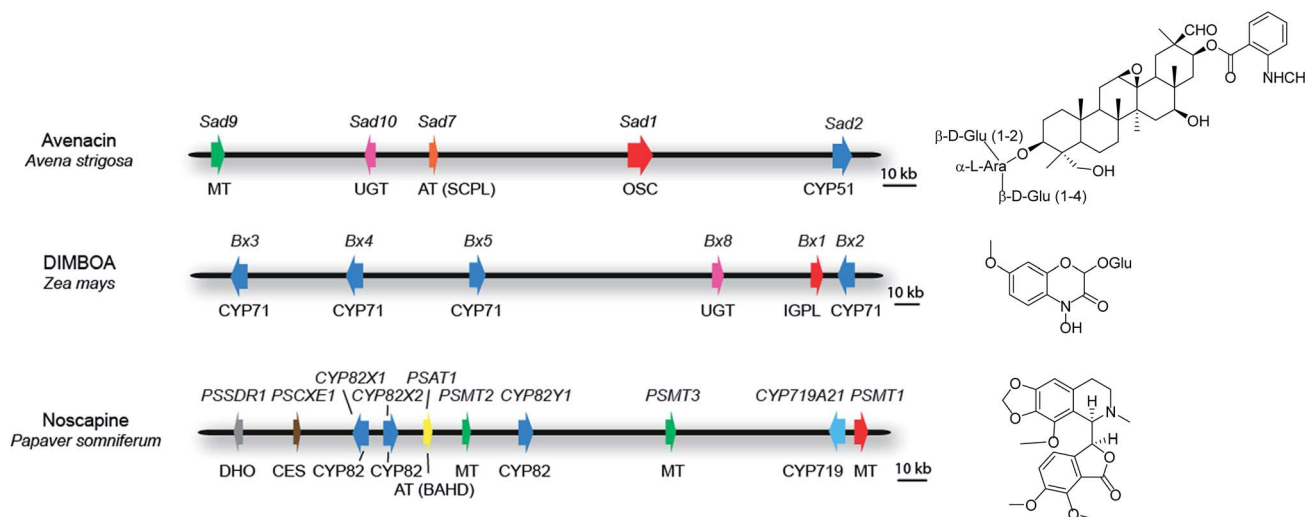 Avenacin
Avena strigosa
Sad9
Sad10
Sad7
Sad1
Sad2
MT
UGT
AT (SCPL)
OSC
CYP51
10 kb
CHO
O
O
NHCH
O
OH
β-D-Glu (1-2)
α-L-Ara
O
OH
β-D-Glu (1-4)
DIMBOA
Zea mays
Bx3
Bx4
Bx5
Bx8
Bx1
Bx2
CYP71
CYP71
CYP71
UGT
IGPL
CYP71
10 kb
O
O
OGlu
N
O
OH
Noscapine
Papaver somniferum
PSSDR1
PSCXE1
CYP82X1
CYP82X2
PSAT1
PSMT2
CYP82Y1
PSMT3
CYP719A21
PSMT1
DHO
CES
CYP82
CYP82
AT (BAHD)
MT
CYP82
MT
CYP719
MT
10 kb
O
O
O
H
N
H
O
O
O
O